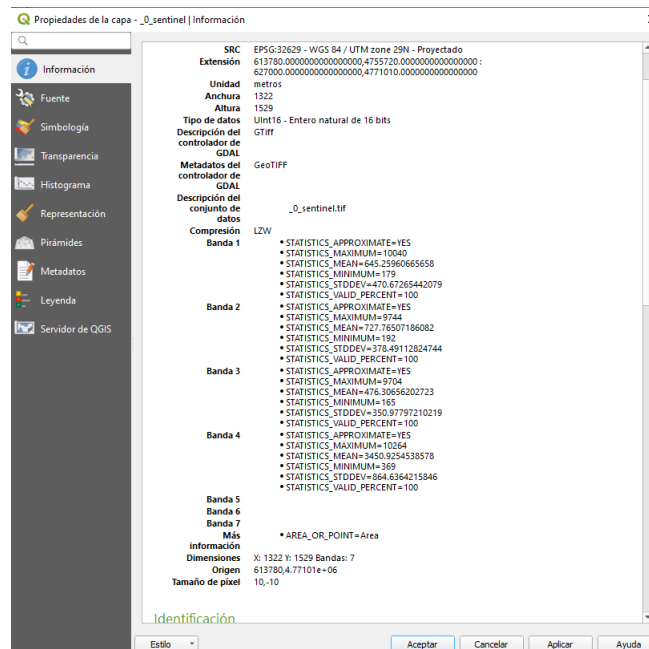 Propiedades de la capa - _0_sentinel | Información
Información
Fuente
Simbología
Transparencia
Histograma
Representación
Pirámides
Metadatos
Leyenda
Servidor de QGIS
SRC EPSG:32629 - WGS 84 / UTM zone 29N - Proyectado
Extensión 613780.0000000000000000,4755720.0000000000000000 :
627000.0000000000000000,4771010.0000000000000000
Unidad metros
Anchura 1322
Altura 1529
Tipo de datos UInt16 - Entero natural de 16 bits
Descripción del GTiff
controlador de
GDAL
Metadatos del GeoTIFF
controlador de
GDAL
Descripción del
conjunto de _0_sentinel.tif
datos
Compresión LZW
Banda 1 • STATISTICS_APPROXIMATE=YES
• STATISTICS_MAXIMUM=10040
• STATISTICS_MEAN=645.25960665658
• STATISTICS_MINIMUM=179
• STATISTICS_STDDEV=470.67265442079
• STATISTICS_VALID_PERCENT=100
Banda 2 • STATISTICS_APPROXIMATE=YES
• STATISTICS_MAXIMUM=9744
• STATISTICS_MEAN=727.76507186082
• STATISTICS_MINIMUM=192
• STATISTICS_STDDEV=378.49112824744
• STATISTICS_VALID_PERCENT=100
Banda 3 • STATISTICS_APPROXIMATE=YES
• STATISTICS_MAXIMUM=9704
• STATISTICS_MEAN=476.30656202723
• STATISTICS_MINIMUM=165
• STATISTICS_STDDEV=350.97797210219
• STATISTICS_VALID_PERCENT=100
Banda 4 • STATISTICS_APPROXIMATE=YES
• STATISTICS_MAXIMUM=10264
• STATISTICS_MEAN=3450.9254538578
• STATISTICS_MINIMUM=369
• STATISTICS_STDDEV=864.6364215846
• STATISTICS_VALID_PERCENT=100
Banda 5
Banda 6
Banda 7
Más • AREA_OR_POINT=Area
información
Dimensiones X: 1322 Y: 1529 Bandas: 7
Origen 613780,4.77101e+06
Tamaño de píxel 10,-10
Identificación
Estilo Aceptar Cancelar Aplicar Ayuda